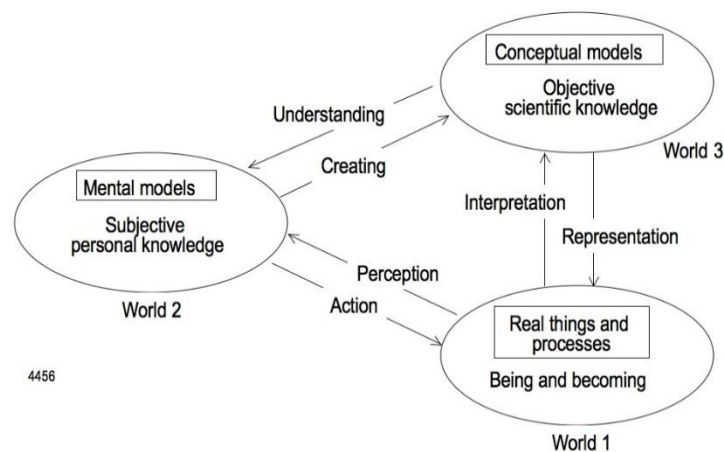 Conceptual models
Objective
scientific knowledge
World 3
Understanding
Creating
Mental models
Subjective
personal knowledge
World 2
Interpretation
Representation
Perception
Action
Real things and
processes
Being and becoming
World 1
4456